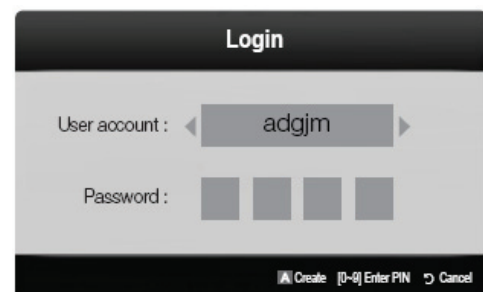 Login
User account : adgjm
Password :
A Create [0~9] Enter PIN Cancel